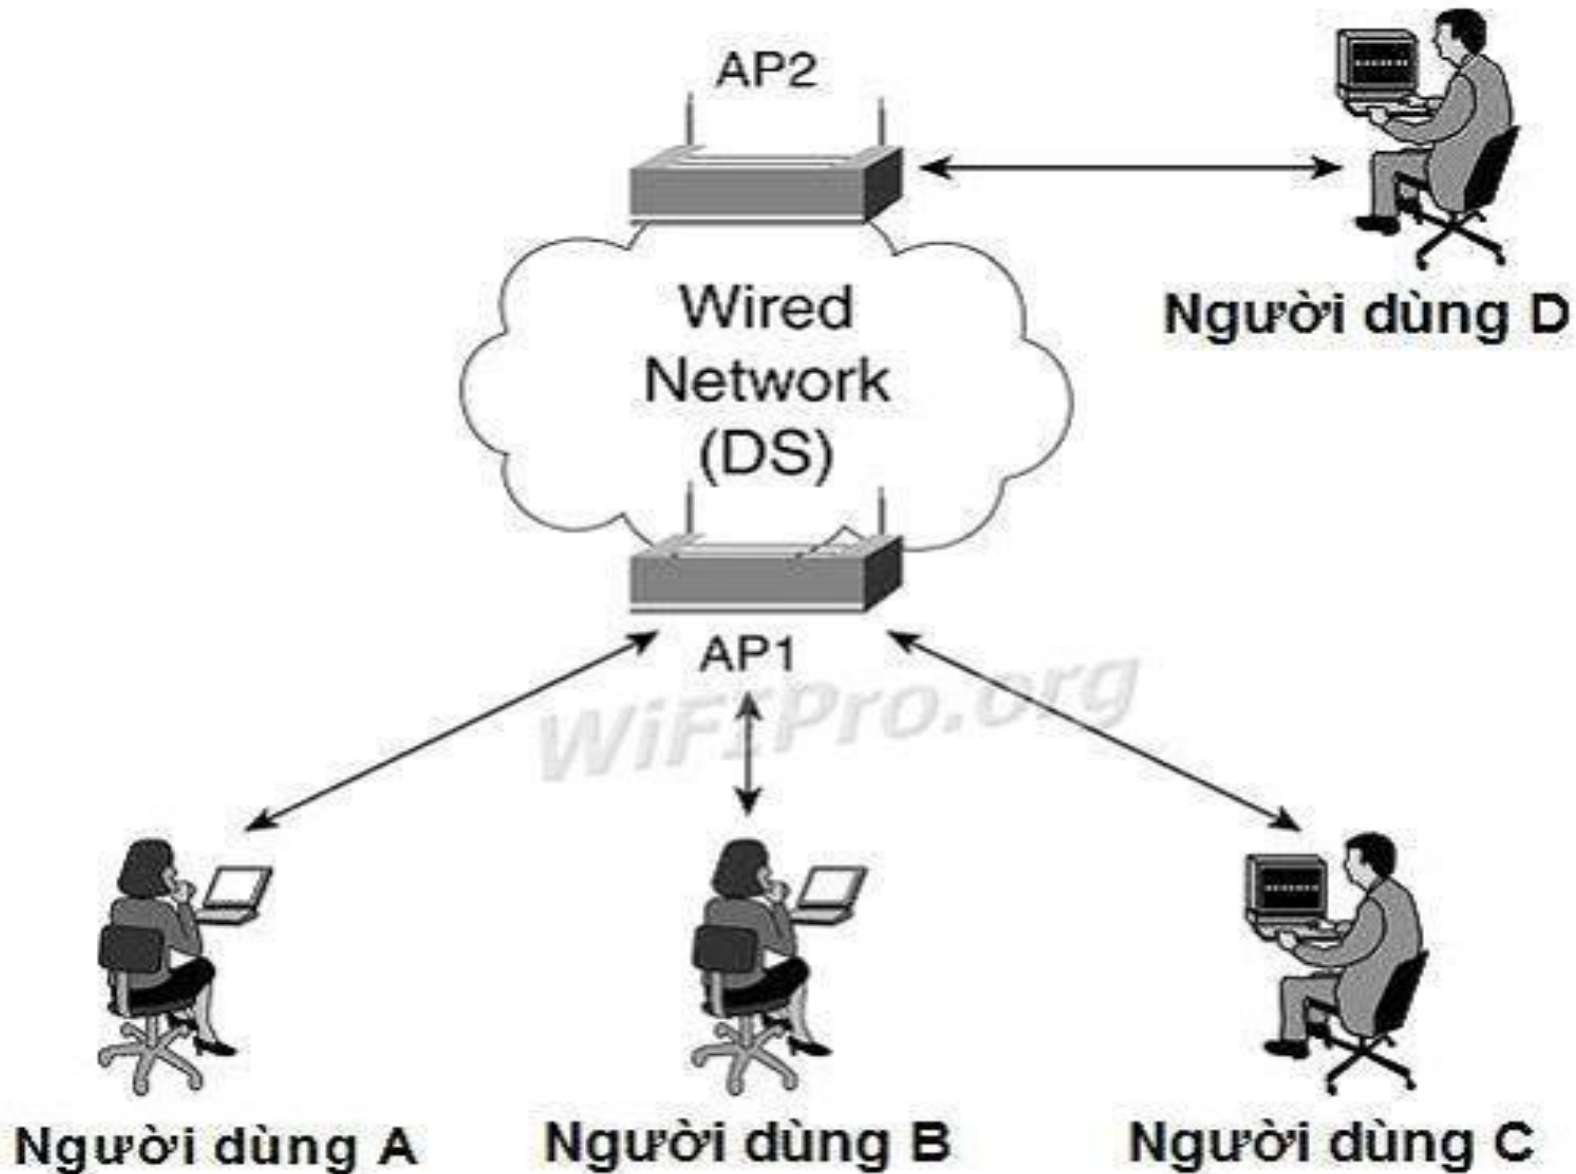 AP2
Người dùng D
Wired
Network
(DS)
AP1
WiFiPro.org
Người dùng A
Người dùng B
Người dùng C